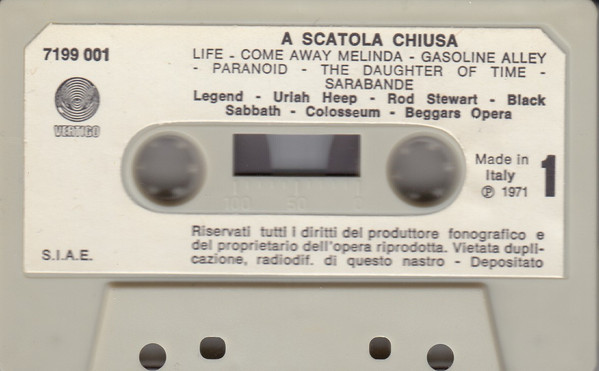 A SCATOLA CHIUSA
7199 001
LIFE - COME AWAY MELINDA - GASOLINE ALLEY
- PARANOID - THE DAUGHTER OF TIME -
SARABANDE
Legend - Uriah Heep - Rod Stewart - Black
Sabbath - Colosseum - Beggars Opera
VERTIGO
100 50 0
Made in
Italy
℗ 1971
1
Riservati tutti i diritti del produttore fonografico e
del proprietario dell'opera riprodotta. Vietata dupli-
cazione, radiodif. di questo nastro - Depositato
S.I.A.E.